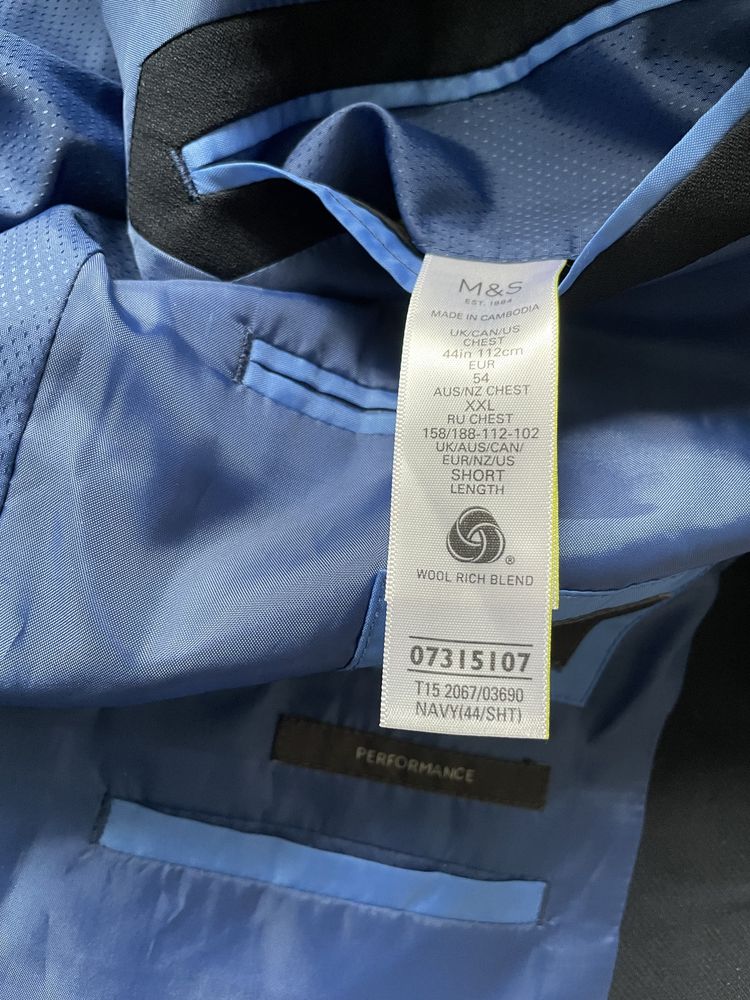 M&S
EST. 1884
MADE IN CAMBODIA
UK/CAN/US
CHEST
44in 112cm
EUR
54
AUS/NZ CHEST
XXL
RU CHEST
158/188-112-102
UK/AUS/CAN/
EUR/NZ/US
SHORT
LENGTH
®
WOOL RICH BLEND
07315107
T15 2067/03690
NAVY(44/SHT)
PERFORMANCE